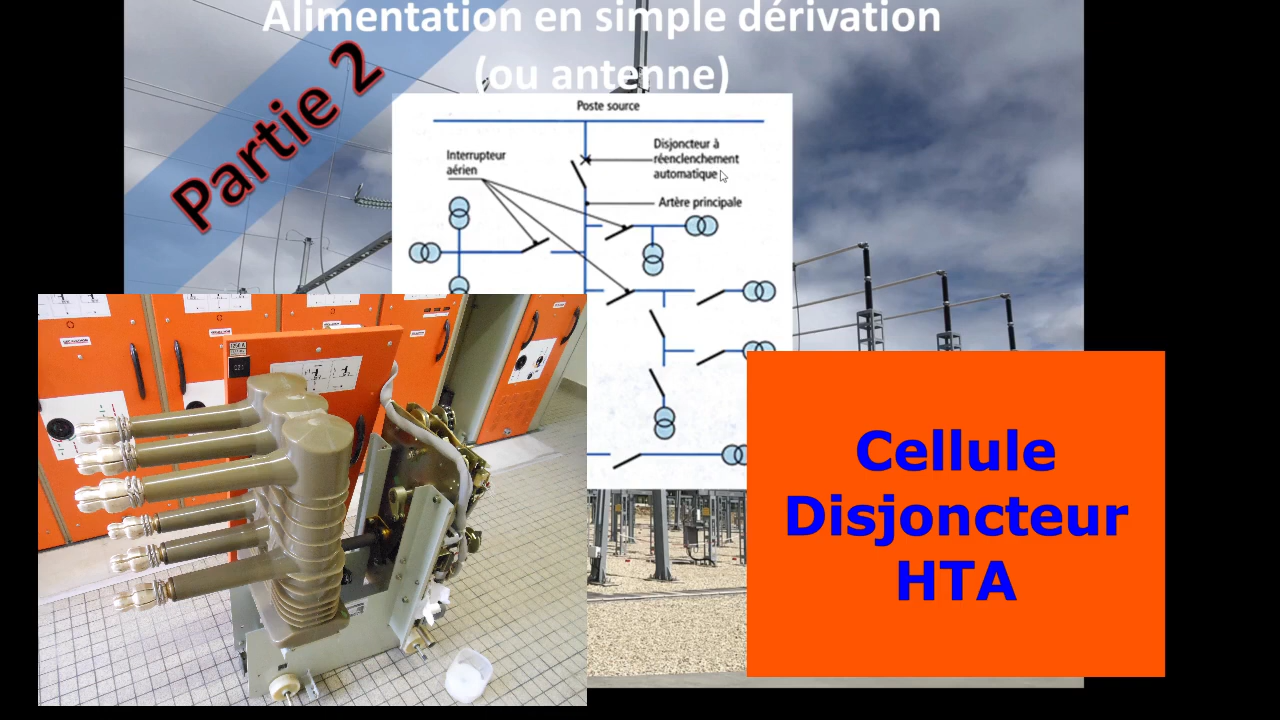 Alimentation en simple dérivation
(ou antenne)
Partie 2
Poste source
Disjoncteur à
réenclenchement
automatique
Interrupteur
aérien
Artère principale
Cellule
Disjoncteur
HTA